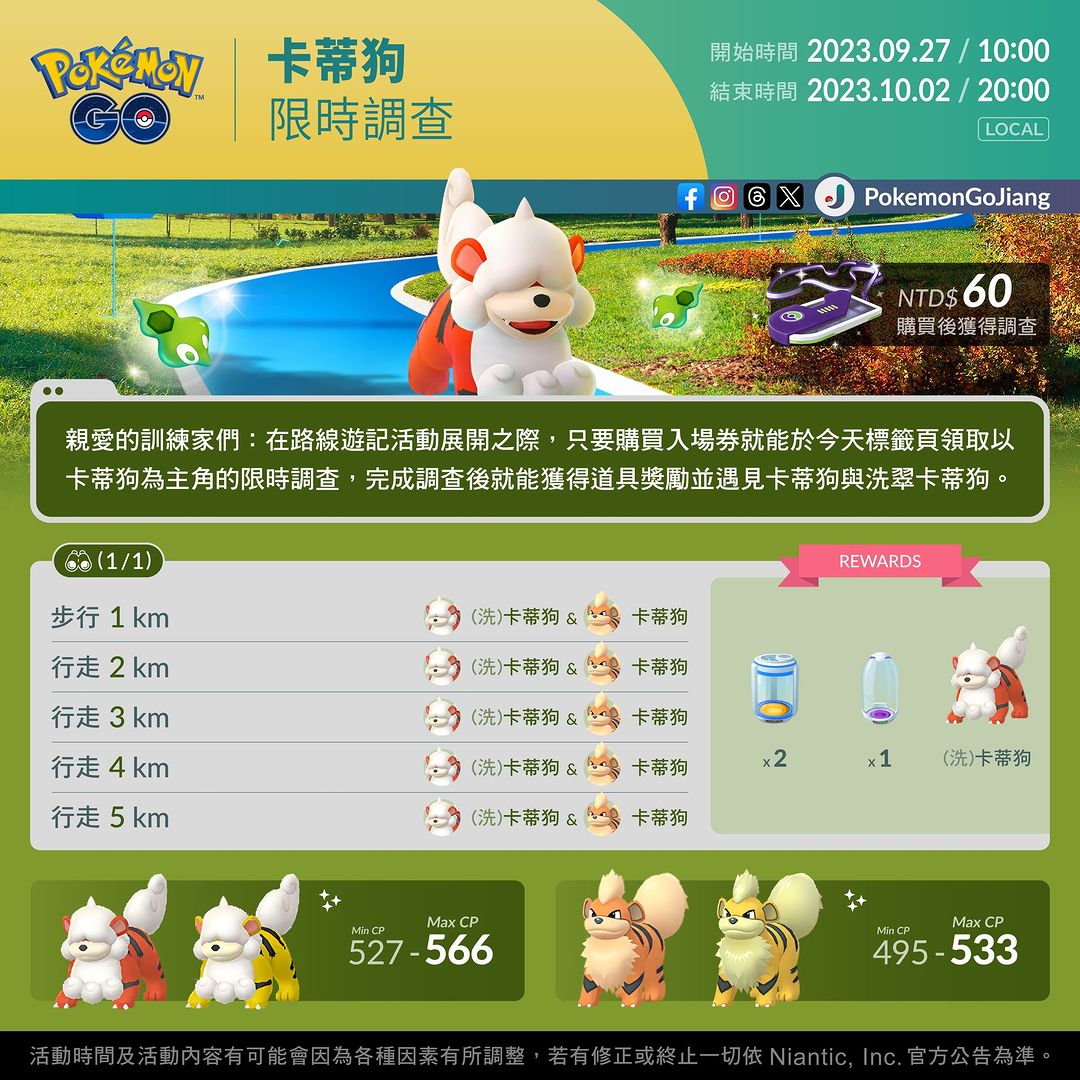 POKéMON
GO
TM
卡蒂狗
限時調查
開始時間 2023.09.27 / 10:00
結束時間 2023.10.02 / 20:00
LOCAL
PokemonGoJiang
NTD$ 60
購買後獲得調查
親愛的訓練家們：在路線遊記活動展開之際，只要購買入場券就能於今天標籤頁領取以
卡蒂狗為主角的限時調查，完成調查後就能獲得道具獎勵並遇見卡蒂狗與洗翠卡蒂狗。
(1/1)
REWARDS
步行 1 km (洗)卡蒂狗 & 卡蒂狗
行走 2 km (洗)卡蒂狗 & 卡蒂狗
行走 3 km (洗)卡蒂狗 & 卡蒂狗
行走 4 km (洗)卡蒂狗 & 卡蒂狗
行走 5 km (洗)卡蒂狗 & 卡蒂狗
x2 x1 (洗)卡蒂狗
Min CP Max CP
527 - 566
Min CP Max CP
495 - 533
活動時間及活動內容有可能會因為各種因素有所調整，若有修正或終止一切依 Niantic, Inc. 官方公告為準。